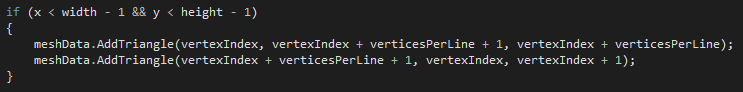 if (x < width - 1 && y < height - 1)
{
meshData.AddTriangle(vertexIndex, vertexIndex + verticesPerLine + 1, vertexIndex + verticesPerLine);
meshData.AddTriangle(vertexIndex + verticesPerLine + 1, vertexIndex, vertexIndex + 1);
}